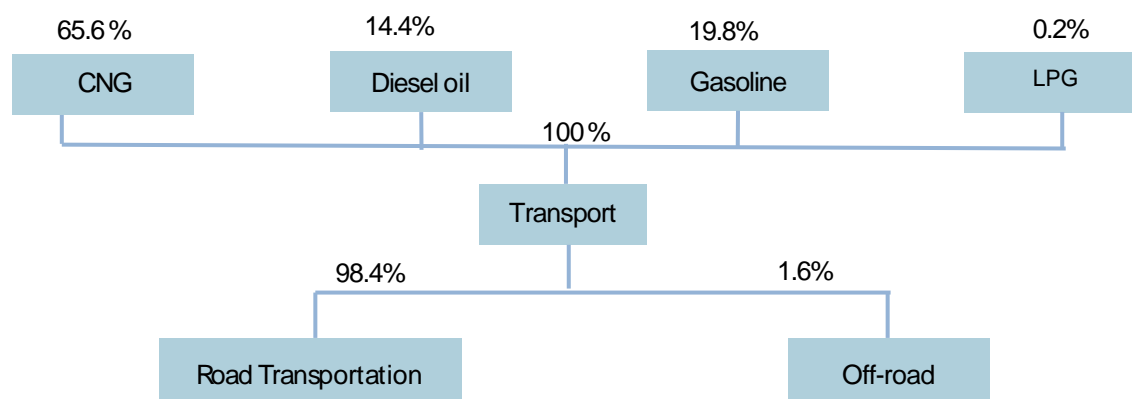 65.6% 14.4% 19.8% 0.2%
CNG Diesel oil Gasoline LPG
100%
Transport
98.4% 1.6%
Road Transportation Off-road